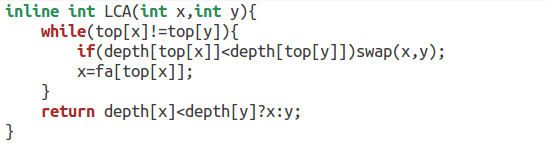 inline int LCA(int x,int y){
    while(top[x]!=top[y]){
        if(depth[top[x]]<depth[top[y]])swap(x,y);
        x=fa[top[x]];
    }
    return depth[x]<depth[y]?x:y;
}